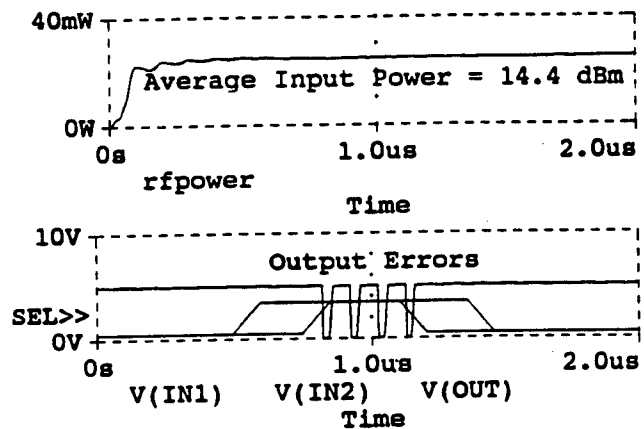 40mW
Average Input Power = 14.4 dBm
0W
0s 1.0us 2.0us
rfpower
Time
10V
Output Errors
SEL>>
0V
0s 1.0us 2.0us
V(IN1) V(IN2) V(OUT)
Time